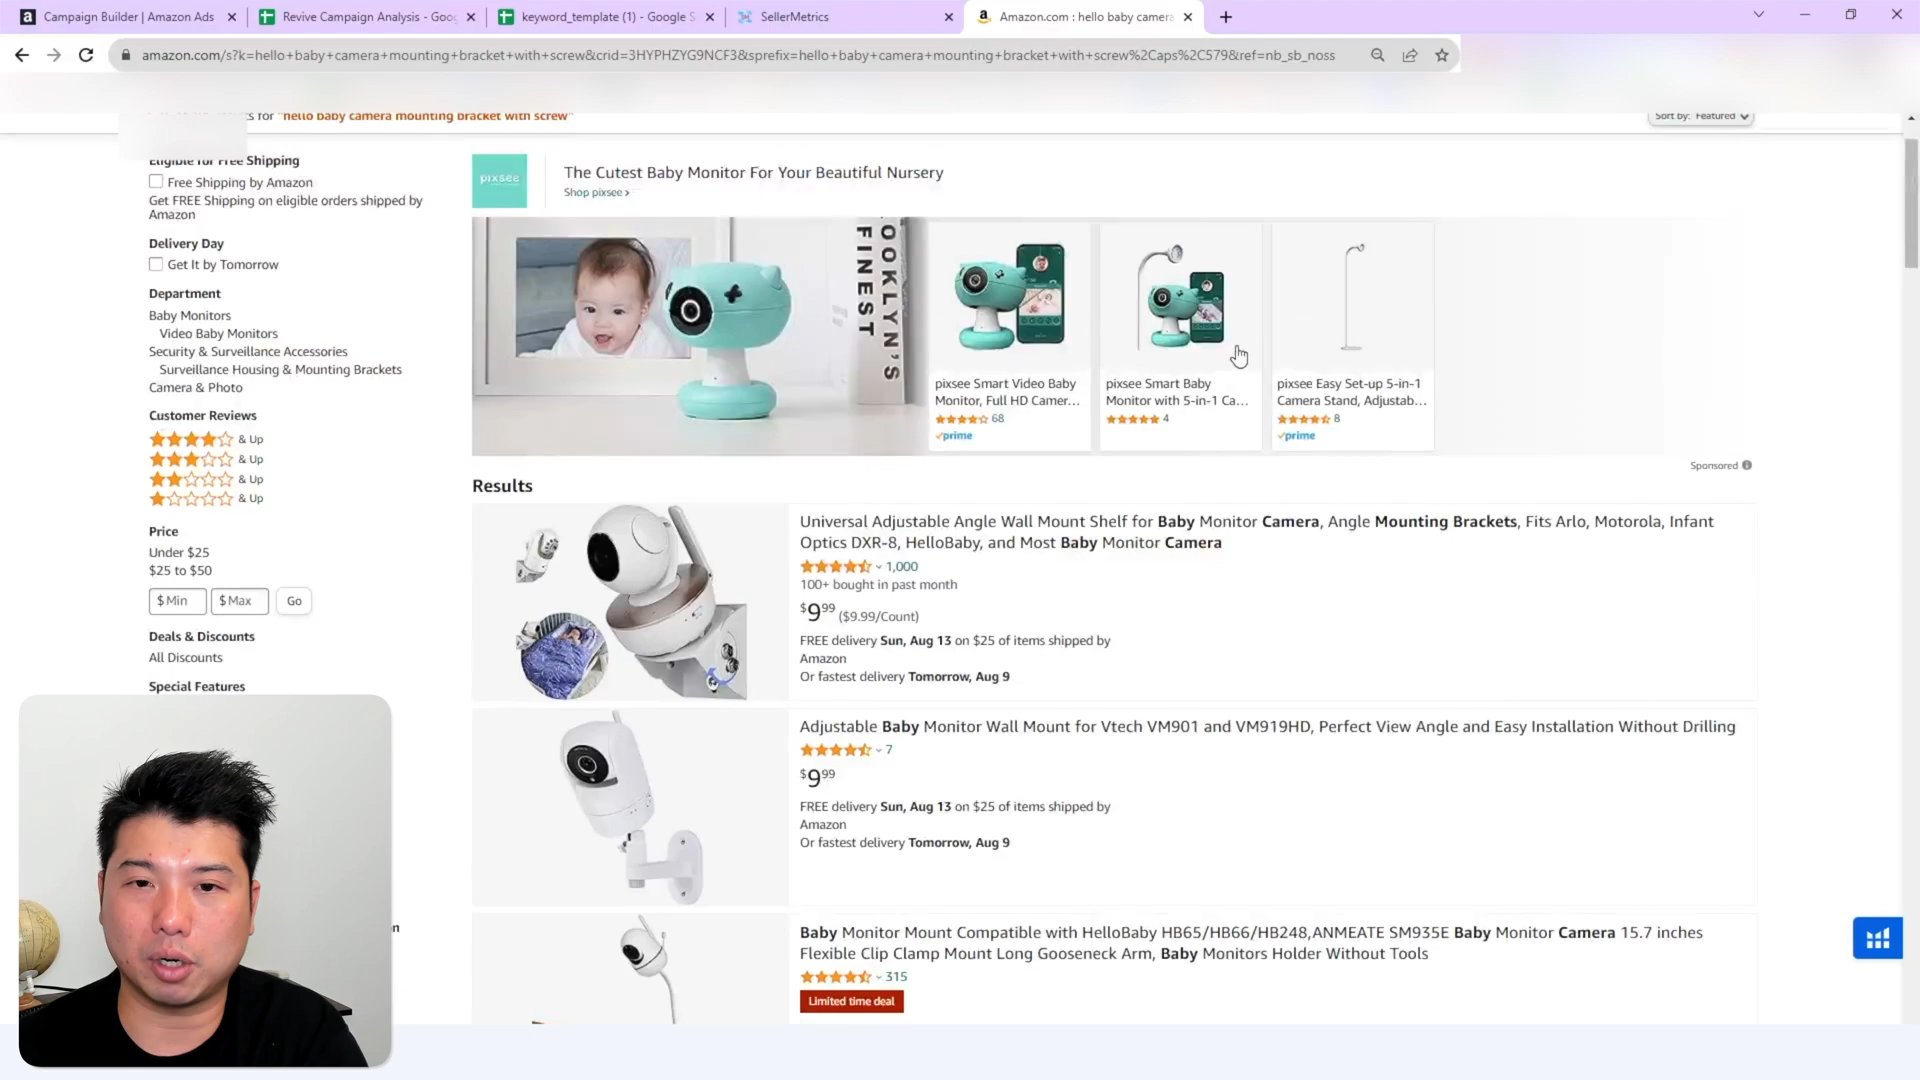 Campaign Builder | Amazon Ads
Revive Campaign Analysis - Goo
keyword_template (1) - Google S
SellerMetrics
Amazon.com : hello baby camera
amazon.com/s?k=hello+baby+camera+mounting+bracket+with+screw&crid=3HYPHZYG9NCF3&sprefix=hello+baby+camera+mounting+bracket+with+screw%2Caps%2C579&ref=nb_sb_noss
for "hello baby camera mounting bracket with screw"
Sort by: Featured
Eligible for Free Shipping
Free Shipping by Amazon
Get FREE Shipping on eligible orders shipped by
Amazon
Delivery Day
Get It by Tomorrow
Department
Baby Monitors
Video Baby Monitors
Security & Surveillance Accessories
Surveillance Housing & Mounting Brackets
Camera & Photo
Customer Reviews
& Up
& Up
& Up
& Up
Price
Under $25
$25 to $50
$ Min
$ Max
Go
Deals & Discounts
All Discounts
Special Features
pixsee
The Cutest Baby Monitor For Your Beautiful Nursery
Shop pixsee ›
OOKLYN'S
FINEST
pixsee Smart Video Baby
Monitor, Full HD Camer...
68
prime
pixsee Smart Baby
Monitor with 5-in-1 Ca...
4
pixsee Easy Set-up 5-in-1
Camera Stand, Adjustab...
8
prime
Sponsored
Results
Universal Adjustable Angle Wall Mount Shelf for Baby Monitor Camera, Angle Mounting Brackets, Fits Arlo, Motorola, Infant
Optics DXR-8, HelloBaby, and Most Baby Monitor Camera
1,000
100+ bought in past month
$9.99 ($9.99/Count)
FREE delivery Sun, Aug 13 on $25 of items shipped by
Amazon
Or fastest delivery Tomorrow, Aug 9
Adjustable Baby Monitor Wall Mount for Vtech VM901 and VM919HD, Perfect View Angle and Easy Installation Without Drilling
7
$9.99
FREE delivery Sun, Aug 13 on $25 of items shipped by
Amazon
Or fastest delivery Tomorrow, Aug 9
Baby Monitor Mount Compatible with HelloBaby HB65/HB66/HB248,ANMEATE SM935E Baby Monitor Camera 15.7 inches
Flexible Clip Clamp Mount Long Gooseneck Arm, Baby Monitors Holder Without Tools
315
Limited time deal